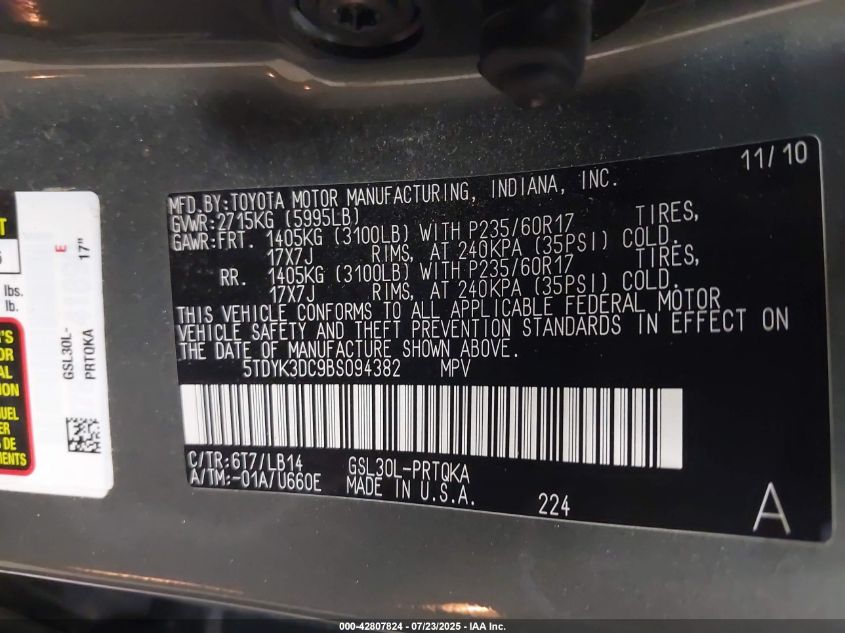 11/10
MFD.BY:TOYOTA MOTOR MANUFACTURING, INDIANA, INC.
GVWR:2715KG (5995LB)
GAWR:FRT. 1405KG (3100LB) WITH P235/60R17 TIRES,
17X7J RIMS, AT 240KPA (35PSI) COLD.
RR. 1405KG (3100LB) WITH P235/60R17 TIRES,
17X7J RIMS, AT 240KPA (35PSI) COLD.
THIS VEHICLE CONFORMS TO ALL APPLICABLE FEDERAL MOTOR
VEHICLE SAFETY AND THEFT PREVENTION STANDARDS IN EFFECT ON
THE DATE OF MANUFACTURE SHOWN ABOVE.
5TDYK3DC9BS094382 MPV
C/TR:6T7/LB14 GSL30L-PRTQKA
A/TM:-01A/U660E MADE IN U.S.A.
224
A
lbs.
lb.
E
17"
GSL30L-
PRTQKA
DE
000-42807824 - 07/23/2025 - IAA Inc.